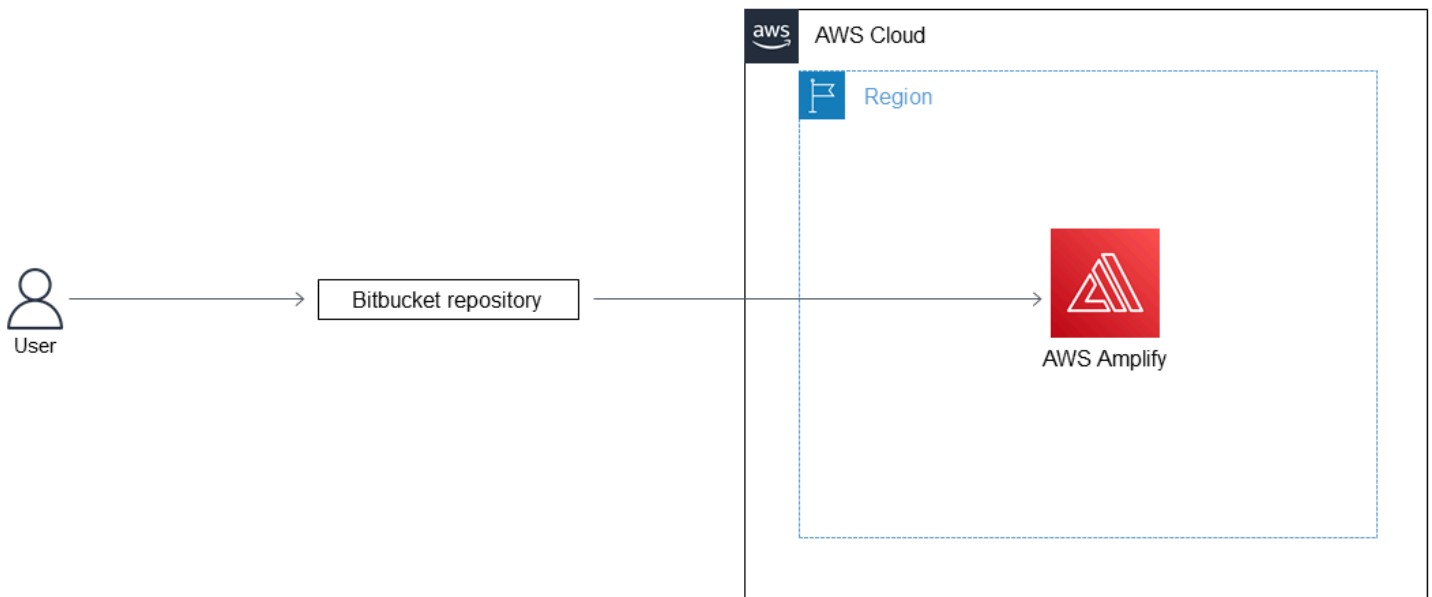 aws
AWS Cloud
Region
Bitbucket repository
User
AWS Amplify